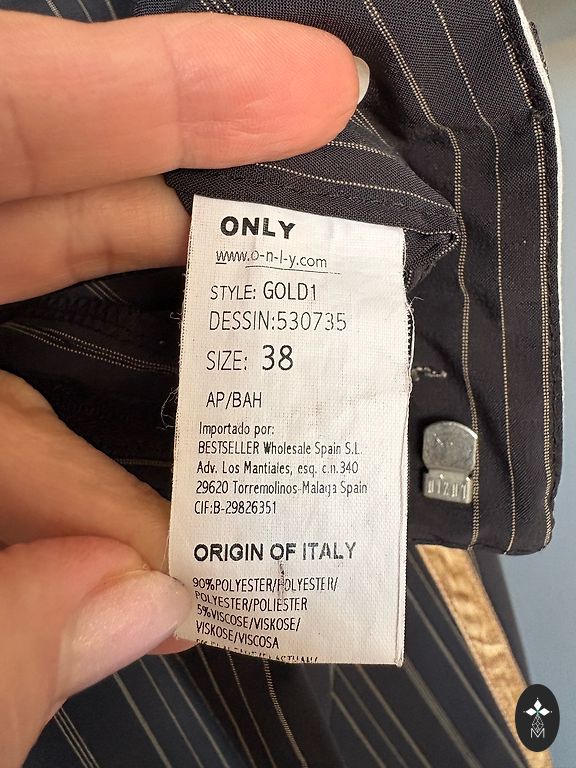 ONLY
www.o-n-l-y.com
STYLE: GOLD1
DESSIN:530735
SIZE: 38
AP/BAH
Importado por:
BESTSELLER Wholesale Spain S.L.
Adv. Los Mantiales, esq. c.n.340
29620 Torremolinos-Malaga Spain
CIF:B-29826351
ORIGIN OF ITALY
90%POLYESTER/POLYESTER/
POLYESTER/POLIESTER
5%VISCOSE/VISKOSE/
VISKOSE/VISCOSA
M